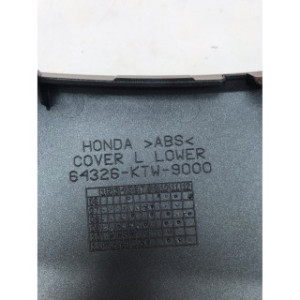 HONDA >ABS<
COVER L LOWER
64326-KTW-9000